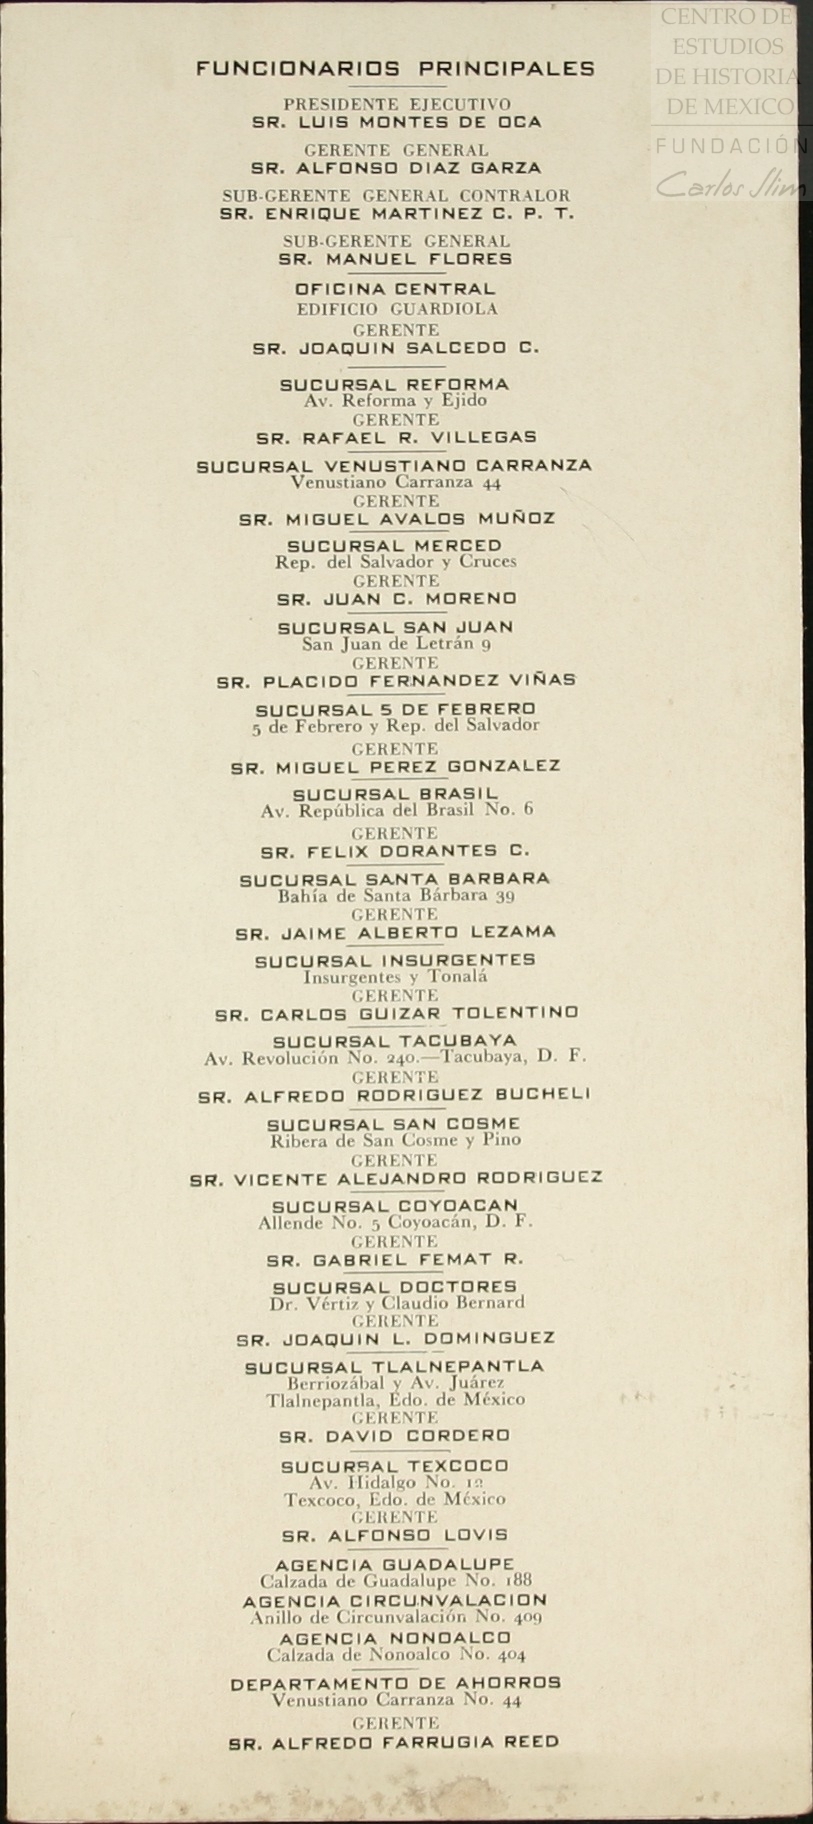 CENTRO DE
ESTUDIOS
DE HISTORIA
DE MEXICO
FUNDACIÓN
Carlos Slim
FUNCIONARIOS PRINCIPALES
PRESIDENTE EJECUTIVO
SR. LUIS MONTES DE OCA
GERENTE GENERAL
SR. ALFONSO DIAZ GARZA
SUB-GERENTE GENERAL CONTRALOR
SR. ENRIQUE MARTINEZ C. P. T.
SUB-GERENTE GENERAL
SR. MANUEL FLORES
OFICINA CENTRAL
EDIFICIO GUARDIOLA
GERENTE
SR. JOAQUIN SALCEDO C.
SUCURSAL REFORMA
Av. Reforma y Ejido
GERENTE
SR. RAFAEL R. VILLEGAS
SUCURSAL VENUSTIANO CARRANZA
Venustiano Carranza 44
GERENTE
SR. MIGUEL AVALOS MUÑOZ
SUCURSAL MERCED
Rep. del Salvador y Cruces
GERENTE
SR. JUAN C. MORENO
SUCURSAL SAN JUAN
San Juan de Letrán 9
GERENTE
SR. PLACIDO FERNANDEZ VIÑAS
SUCURSAL 5 DE FEBRERO
5 de Febrero y Rep. del Salvador
GERENTE
SR. MIGUEL PEREZ GONZALEZ
SUCURSAL BRASIL
Av. República del Brasil No. 6
GERENTE
SR. FELIX DORANTES C.
SUCURSAL SANTA BARBARA
Bahía de Santa Bárbara 39
GERENTE
SR. JAIME ALBERTO LEZAMA
SUCURSAL INSURGENTES
Insurgentes y Tonalá
GERENTE
SR. CARLOS GUIZAR TOLENTINO
SUCURSAL TACUBAYA
Av. Revolución No. 240.—Tacubaya, D. F.
GERENTE
SR. ALFREDO RODRIGUEZ BUCHELI
SUCURSAL SAN COSME
Ribera de San Cosme y Pino
GERENTE
SR. VICENTE ALEJANDRO RODRIGUEZ
SUCURSAL COYOACAN
Allende No. 5 Coyoacán, D. F.
GERENTE
SR. GABRIEL FEMAT R.
SUCURSAL DOCTORES
Dr. Vértiz y Claudio Bernard
GERENTE
SR. JOAQUIN L. DOMINGUEZ
SUCURSAL TLALNEPANTLA
Berriozábal y Av. Juárez
Tlalnepantla, Edo. de México
GERENTE
SR. DAVID CORDERO
SUCURSAL TEXCOCO
Av. Hidalgo No. 12
Texcoco, Edo. de México
GERENTE
SR. ALFONSO LOVIS
AGENCIA GUADALUPE
Calzada de Guadalupe No. 188
AGENCIA CIRCUNVALACION
Anillo de Circunvalación No. 409
AGENCIA NONOALCO
Calzada de Nonoalco No. 404
DEPARTAMENTO DE AHORROS
Venustiano Carranza No. 44
GERENTE
SR. ALFREDO FARRUGIA REED